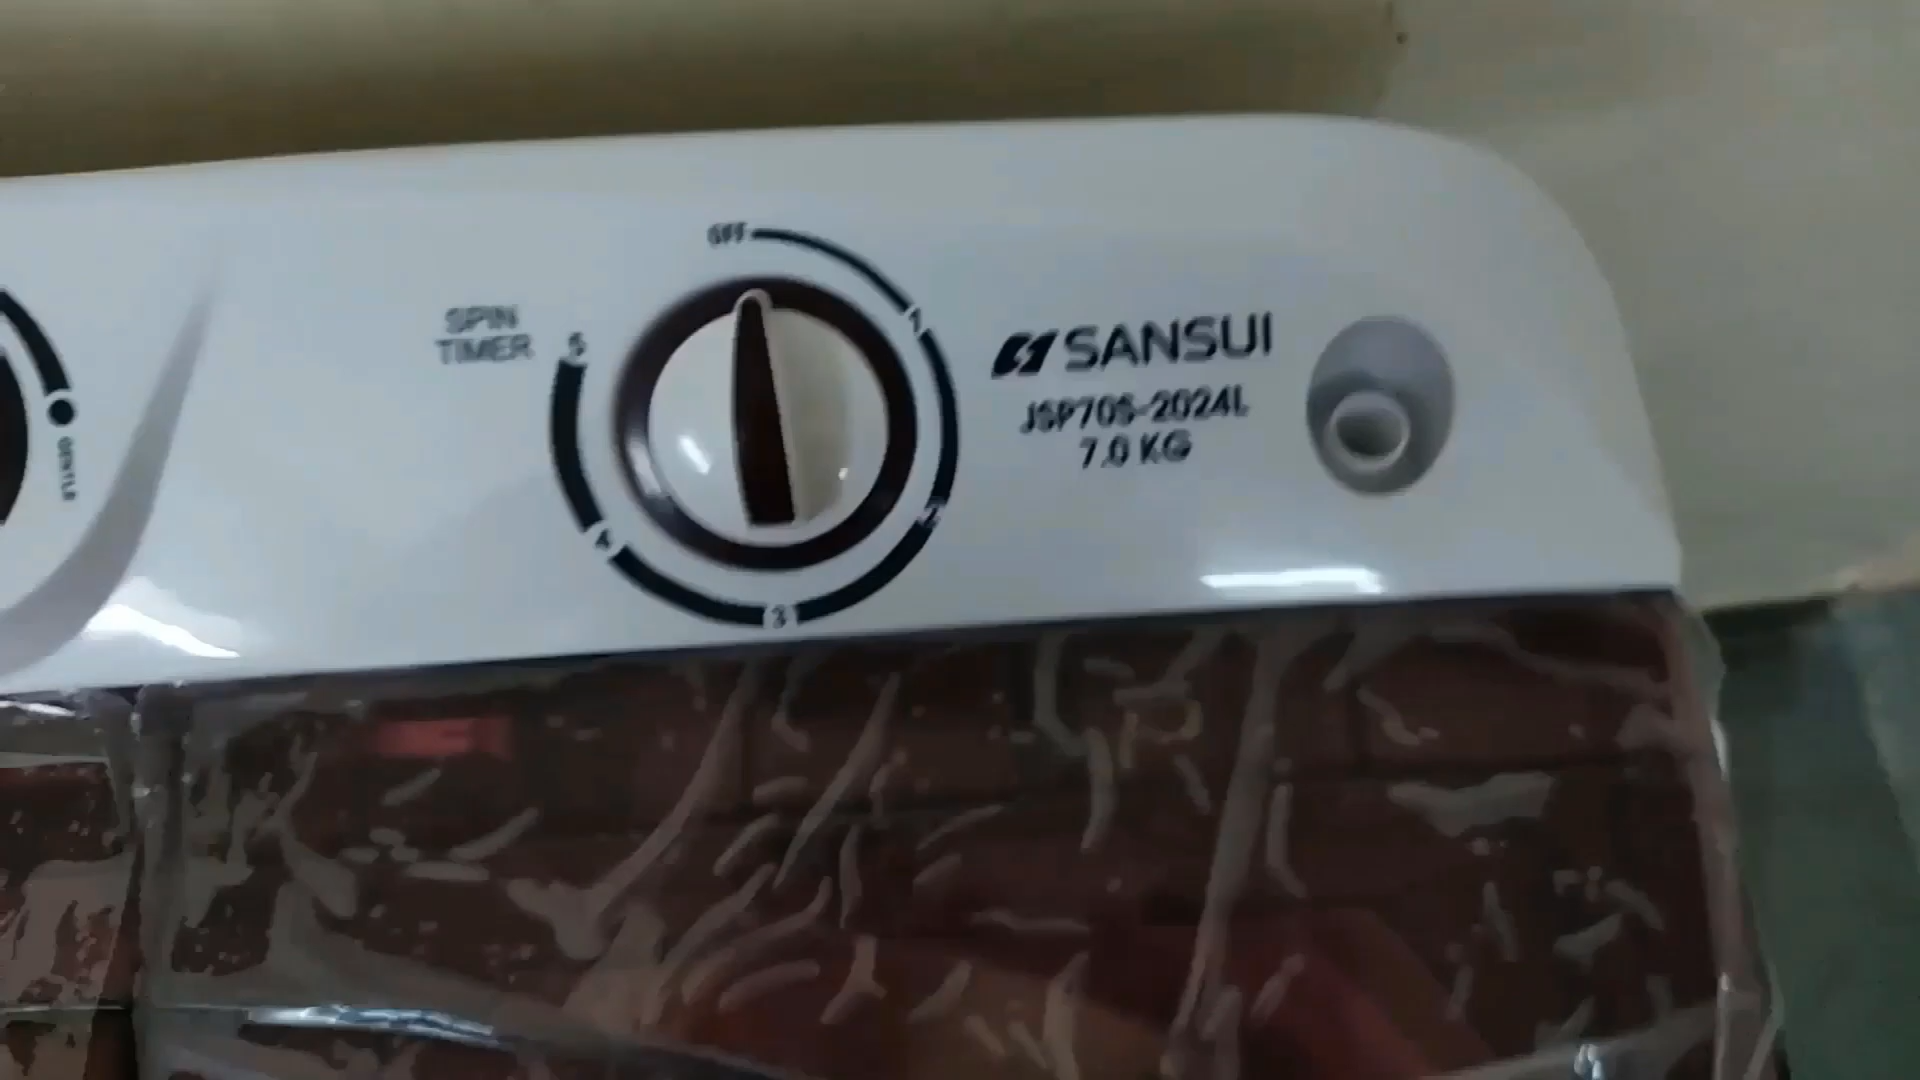 OFF
SPIN
TIMER
1
2
3
4
5
SANSUI
JSP70S-2024L
7.0 KG
GENTLE